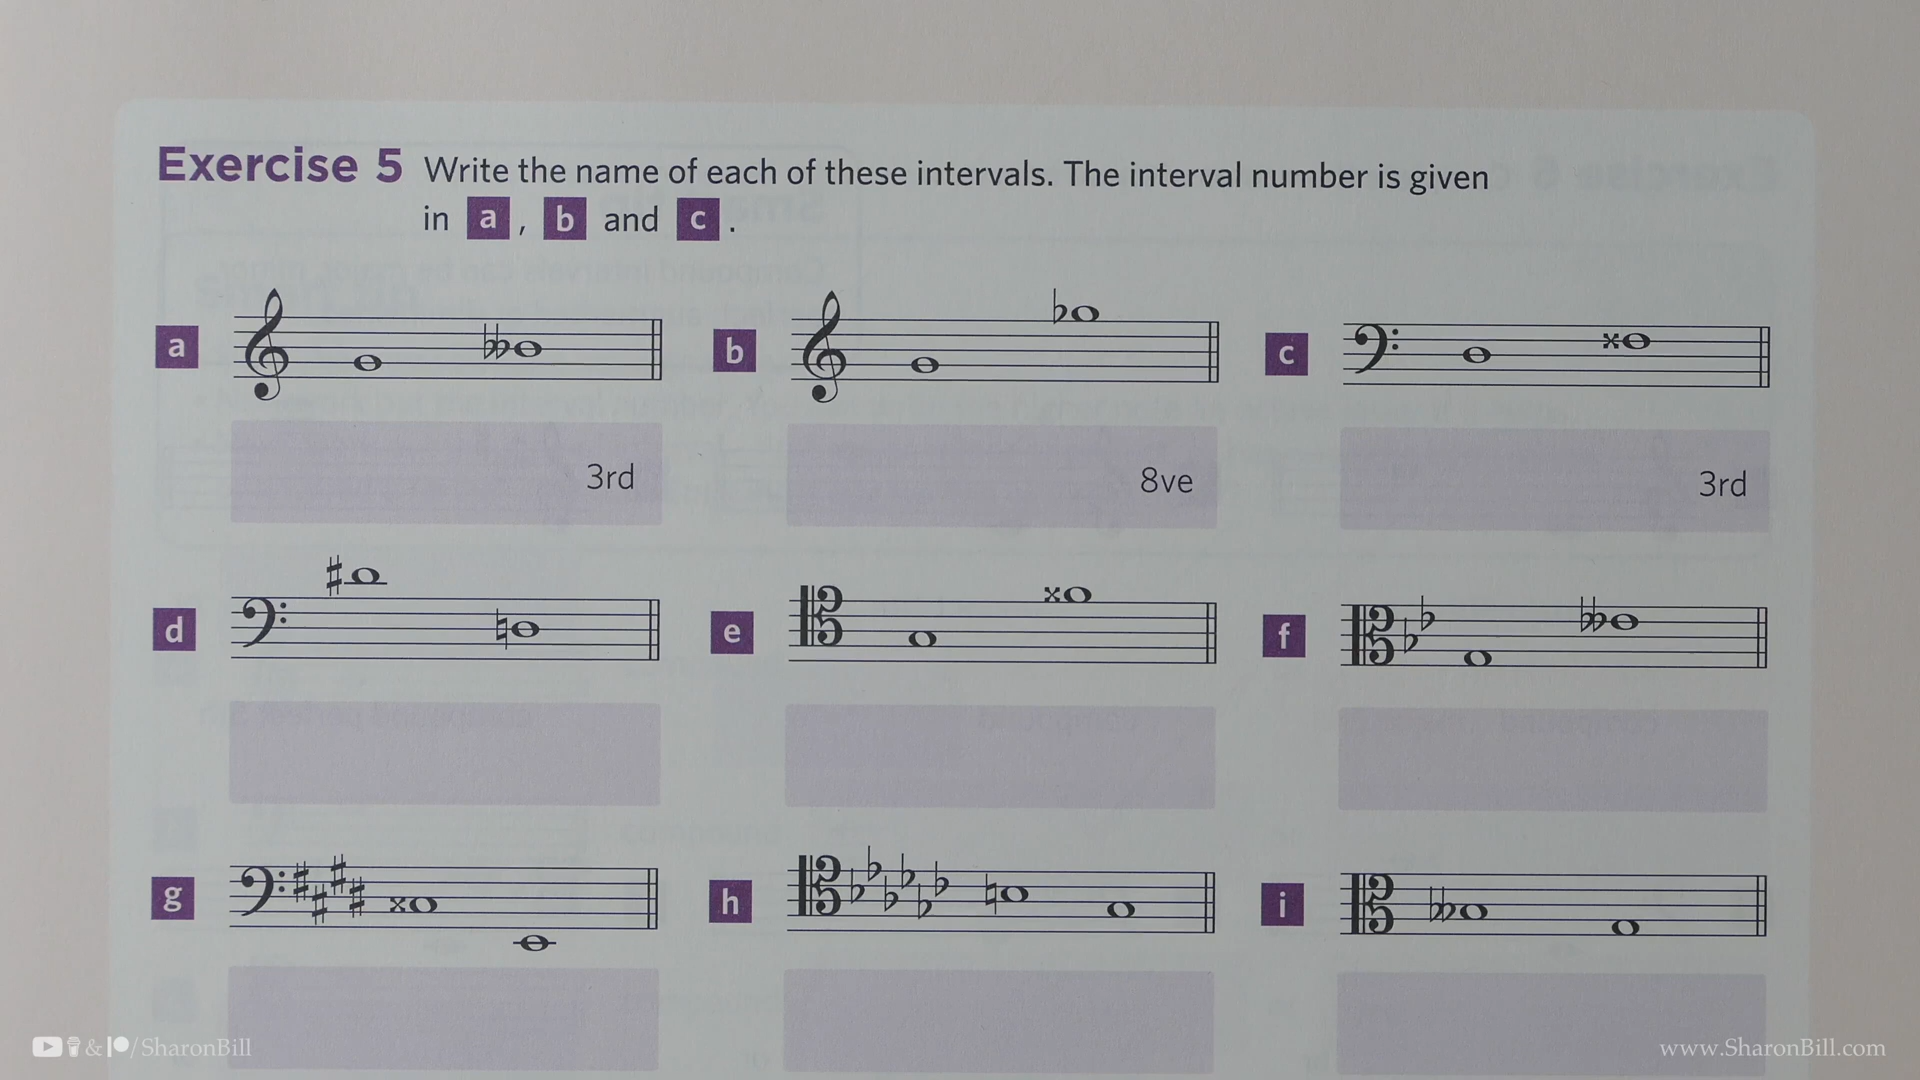 Exercise 5 Write the name of each of these intervals. The interval number is given
in a , b and c .
a
b
c
3rd
8ve
3rd
d
e
f
g
h
i
&
/SharonBill
www.SharonBill.com